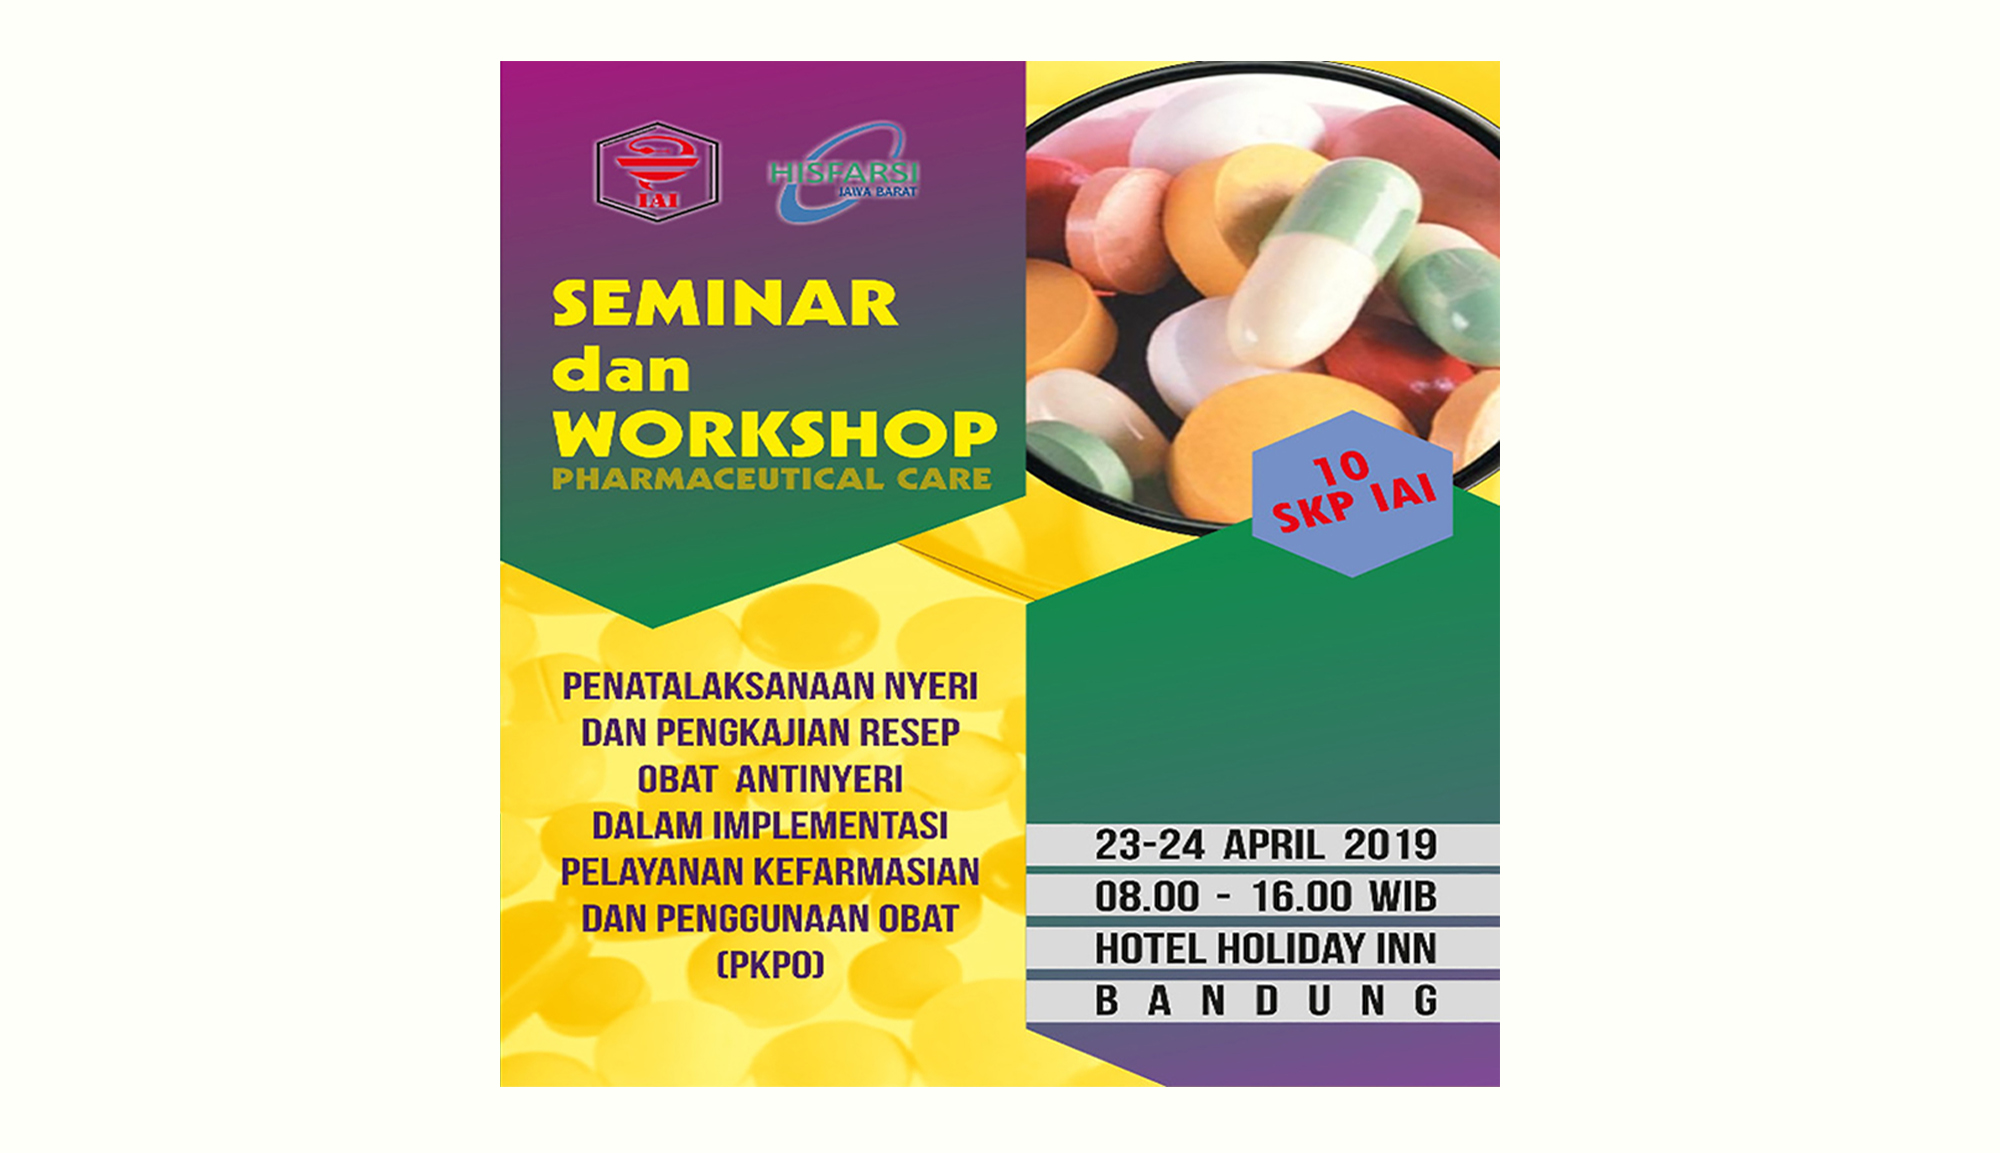 IAI
HISFARSI
JAWA BARAT
SEMINAR
dan
WORKSHOP
PHARMACEUTICAL CARE
10
SKP IAI
PENATALAKSANAAN NYERI
DAN PENGKAJIAN RESEP
OBAT ANTINYERI
DALAM IMPLEMENTASI
PELAYANAN KEFARMASIAN
DAN PENGGUNAAN OBAT
(PKPO)
23-24 APRIL 2019
08.00 - 16.00 WIB
HOTEL HOLIDAY INN
BANDUNG